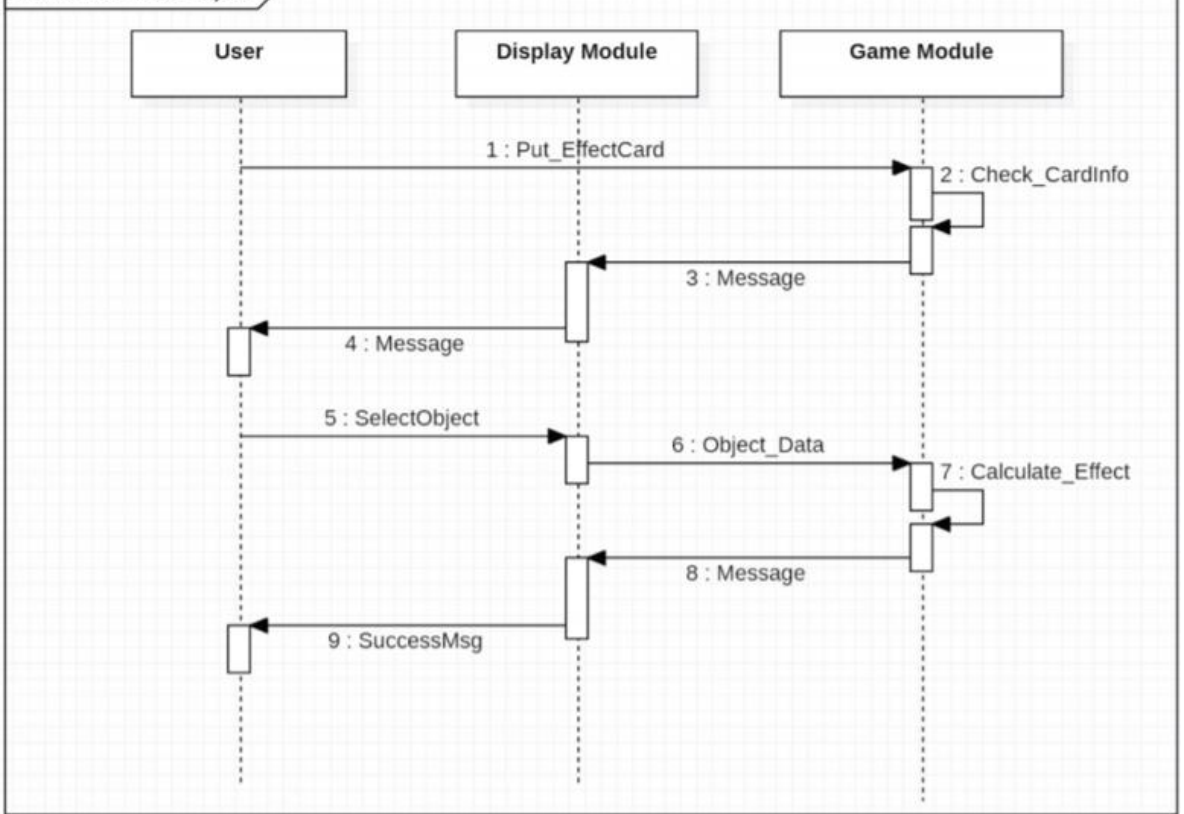 User
Display Module
Game Module
1 : Put_EffectCard
2 : Check_CardInfo
3 : Message
4 : Message
5 : SelectObject
6 : Object_Data
7 : Calculate_Effect
8 : Message
9 : SuccessMsg